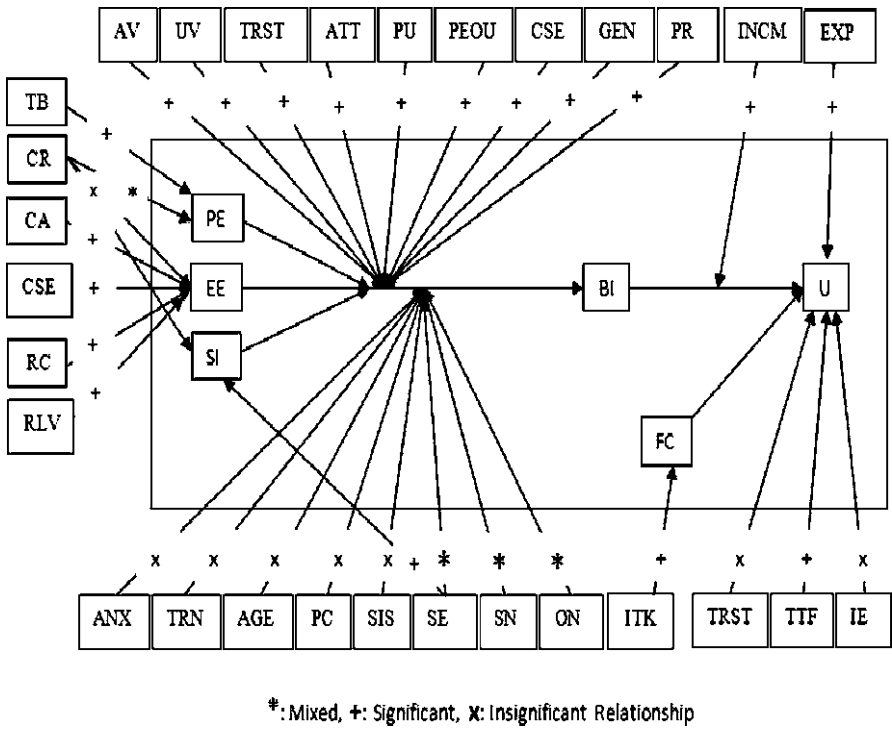 AV UV TRST ATT PU PEOU CSE GEN PR INCM EXP
+ + + + + + + + + + +
TB
+
CR
x *
PE
CA
+
CSE + EE BI U
RC + SI
+
RLV
FC
x x x x x + * * * + x + x
ANX TRN AGE PC SIS SE SN ON ITK TRST TTF IE
*: Mixed, +: Significant, x: Insignificant Relationship